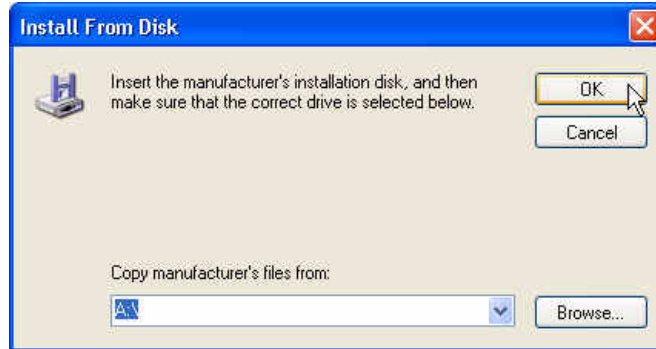 Install From Disk
Insert the manufacturer's installation disk, and then
make sure that the correct drive is selected below.
OK
Cancel
Copy manufacturer's files from:
A:\
Browse...